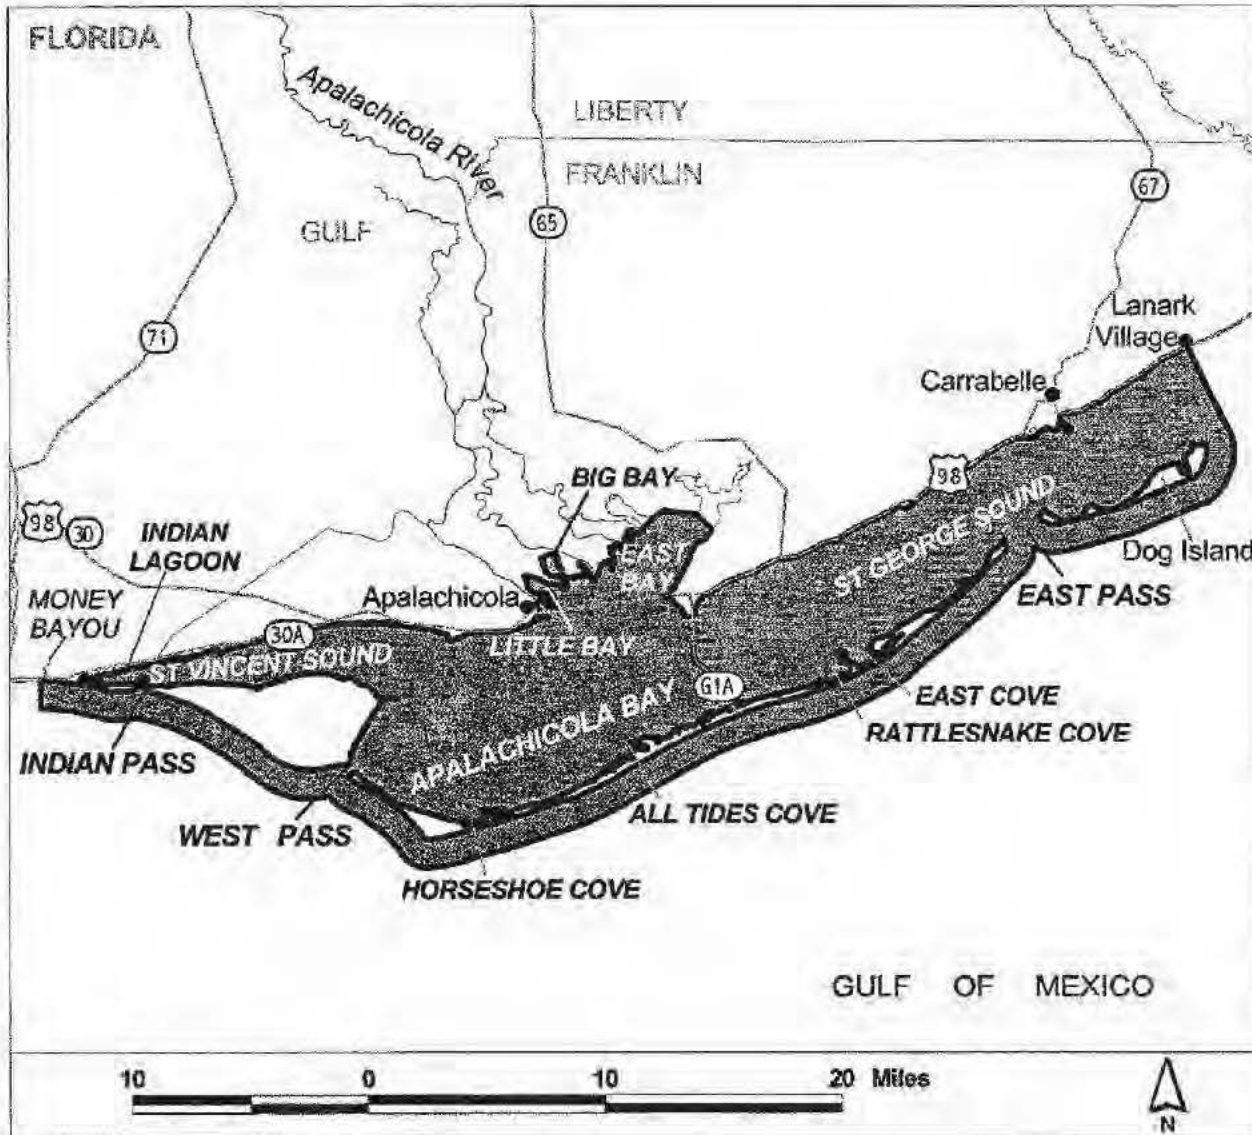 FLORIDA
Apalachicola River
LIBERTY
FRANKLIN
67
65
GULF
71
Lanark
Village
Carrabelle
98
BIG BAY
98
30
INDIAN
LAGOON
EAST
BAY
ST GEORGE SOUND
Dog Island
MONEY
BAYOU
Apalachicola
EAST PASS
30A
LITTLE BAY
ST VINCENT SOUND
G1A
EAST COVE
APALACHICOLA BAY
RATTLESNAKE COVE
INDIAN PASS
ALL TIDES COVE
WEST PASS
HORSESHOE COVE
GULF OF MEXICO
10 0 10 20 Miles
N